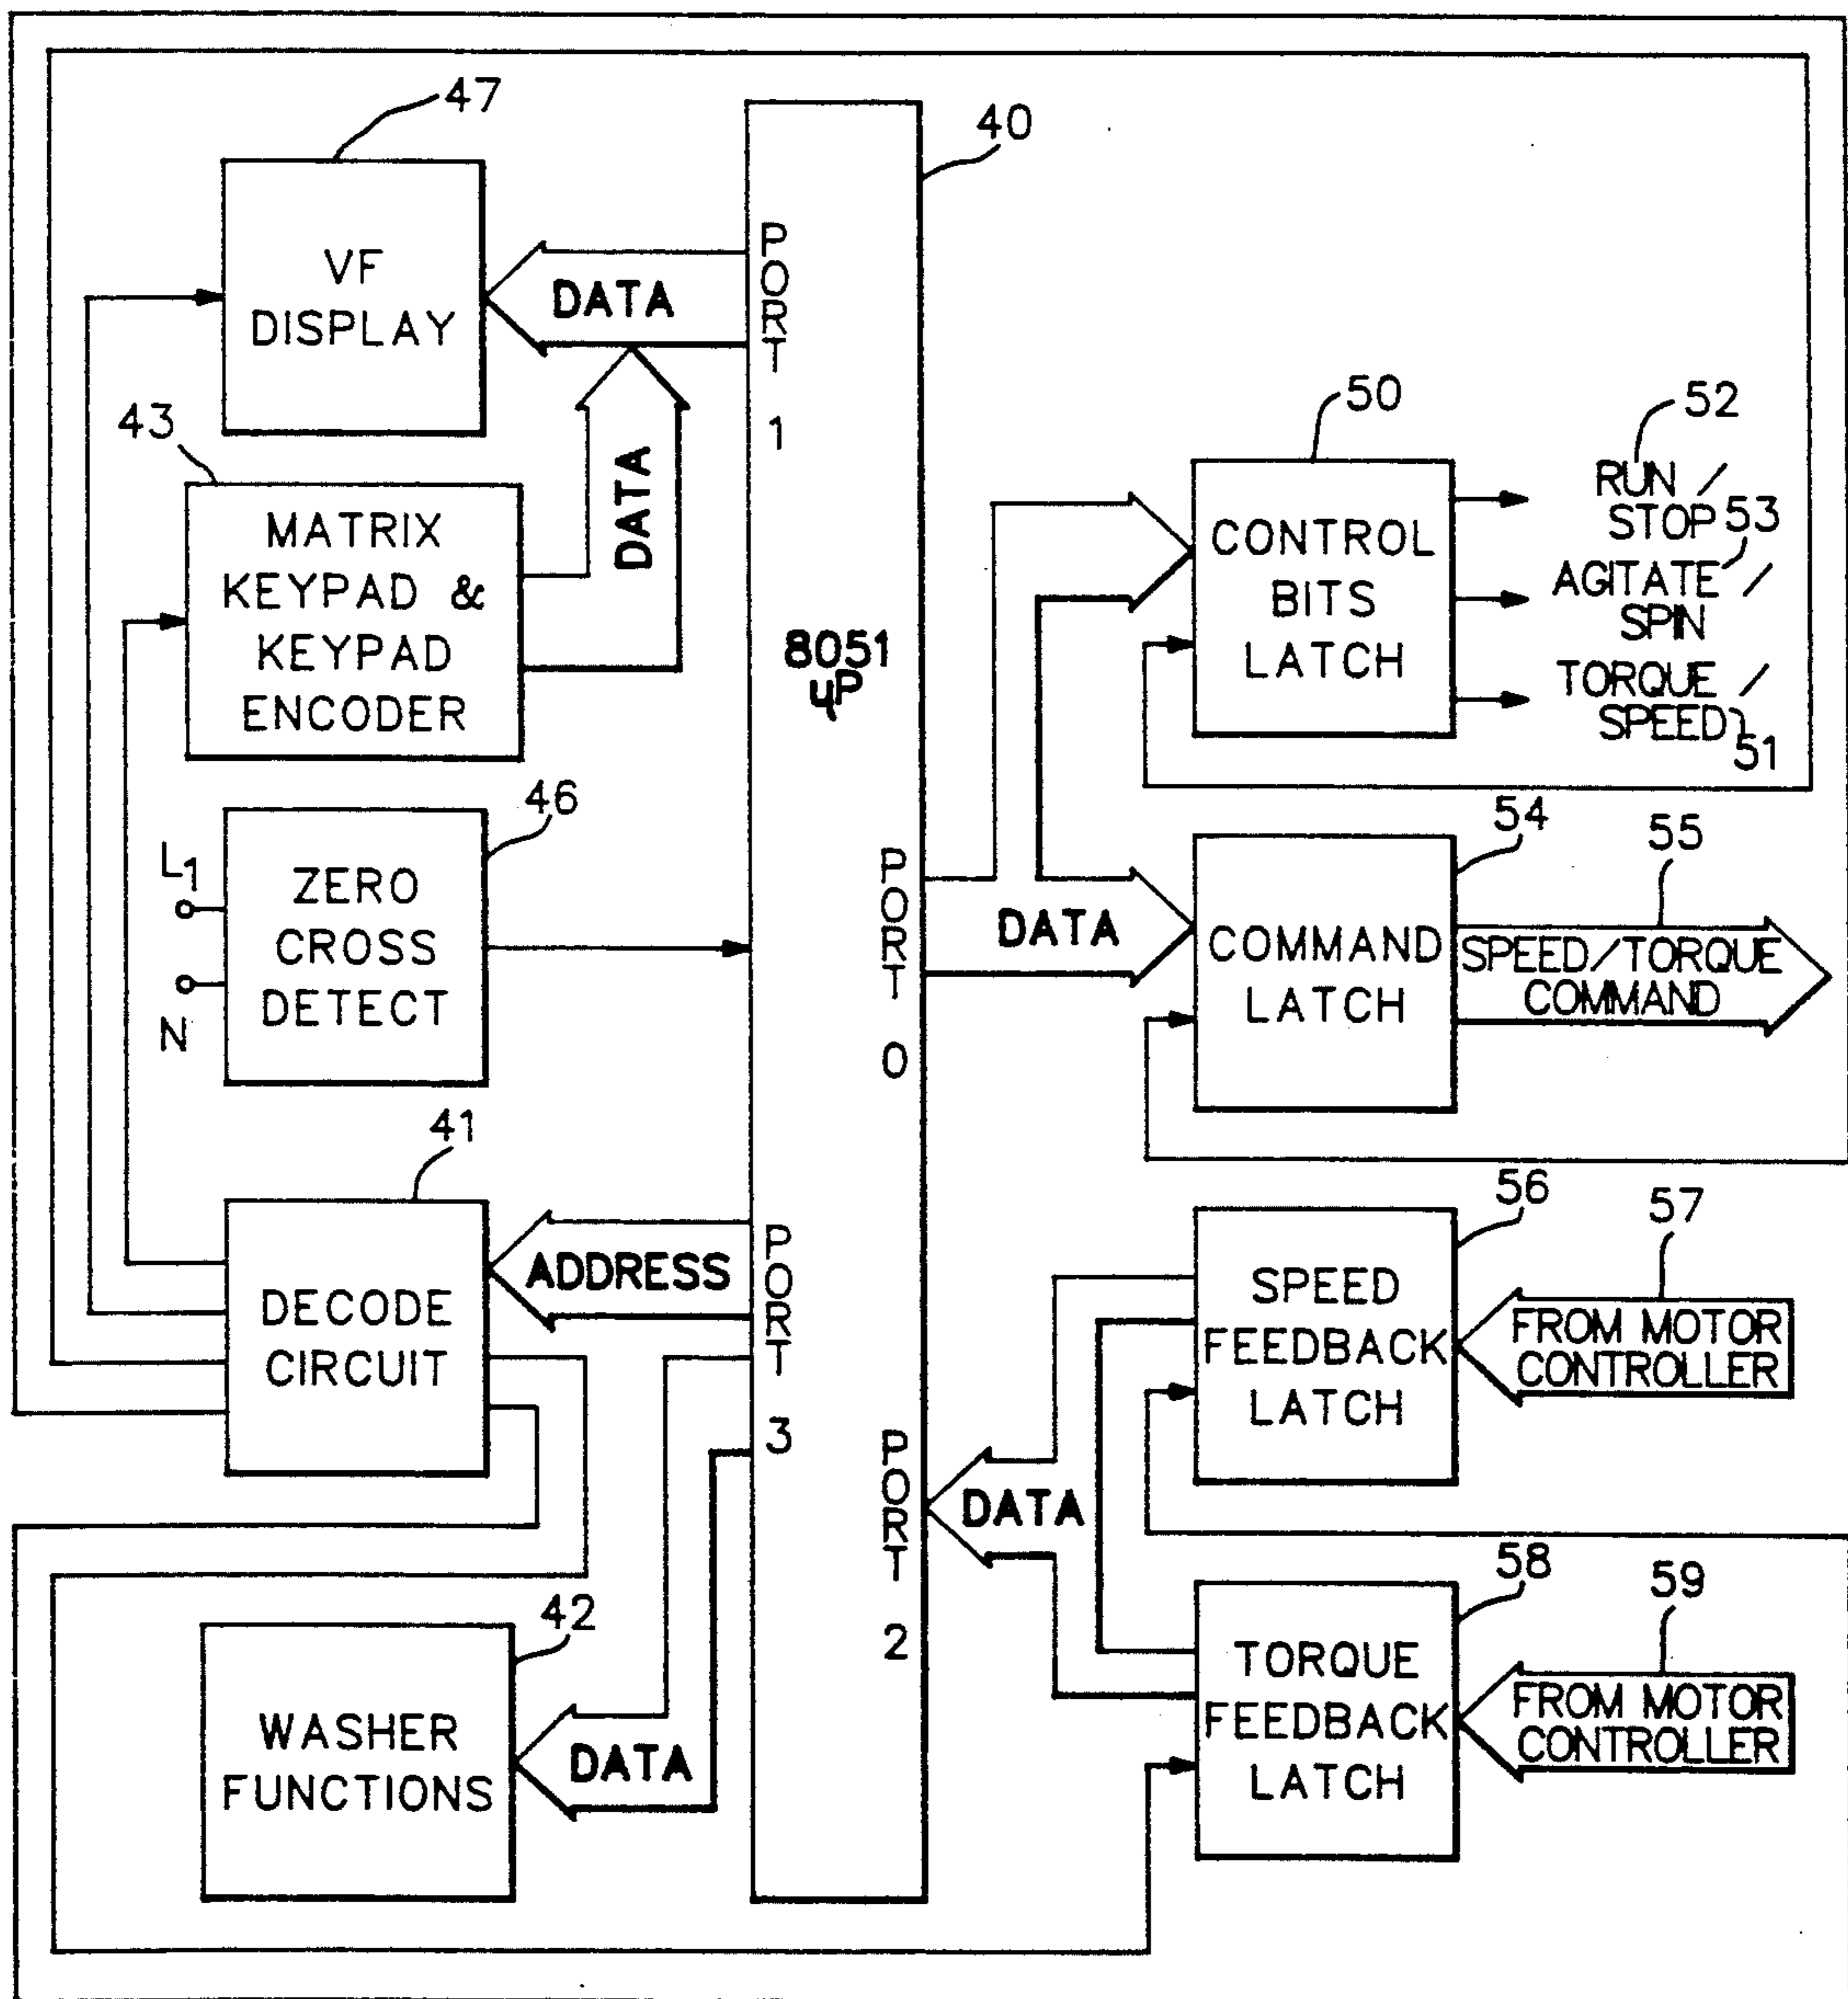 47
VF
DISPLAY
DATA
PORT 1
40
43
MATRIX
KEYPAD &
KEYPAD
ENCODER
DATA
8051
µP
50
CONTROL
BITS
LATCH
52
RUN /
STOP 53
AGITATE /
SPIN
TORQUE /
SPEED
51
46
L1
N
ZERO
CROSS
DETECT
PORT 0
DATA
54
COMMAND
LATCH
55
SPEED/TORQUE
COMMAND
41
DECODE
CIRCUIT
ADDRESS
PORT 3
56
SPEED
FEEDBACK
LATCH
57
FROM MOTOR
CONTROLLER
PORT 2
DATA
42
WASHER
FUNCTIONS
DATA
58
TORQUE
FEEDBACK
LATCH
59
FROM MOTOR
CONTROLLER